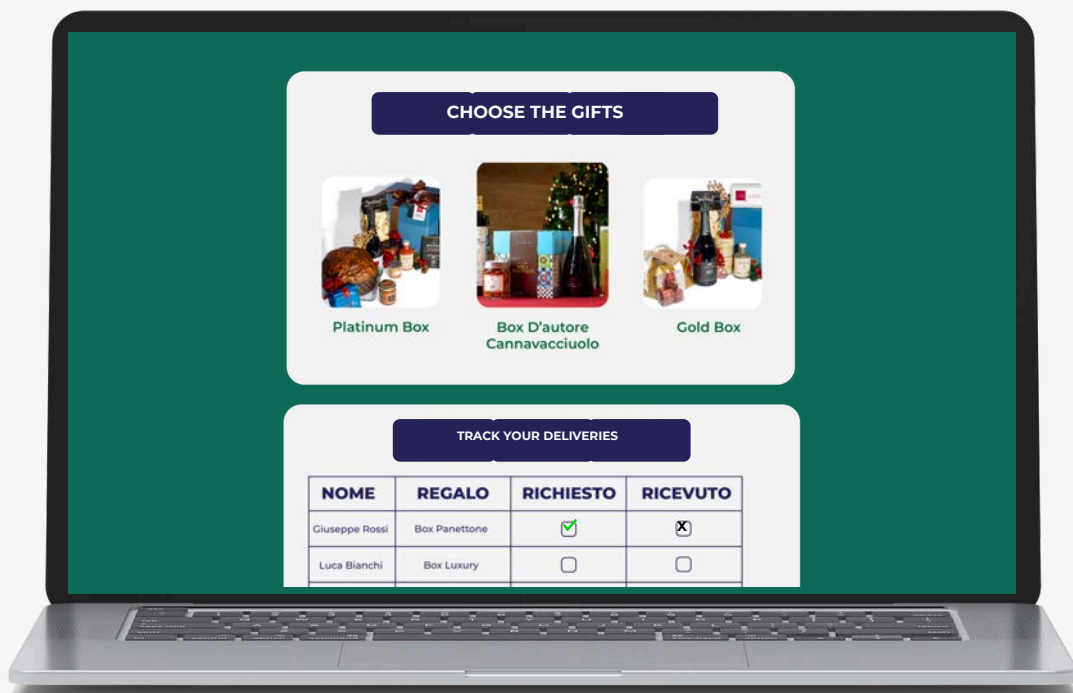 CHOOSE THE GIFTS
Platinum Box
Box D'autore
Cannavacciuolo
Gold Box
TRACK YOUR DELIVERIES
NOME REGALO RICHIESTO RICEVUTO
Giuseppe Rossi Box Panettone X
Luca Bianchi Box Luxury